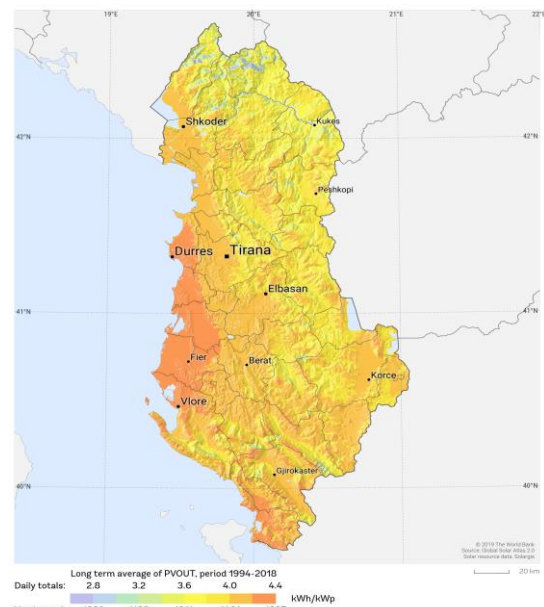 19°E 20°E 21°E 22°E
Shkoder
Kukes
42°N 42°N
Peshkopi
Durres
Tirana
Elbasan
41°N 41°N
Fier
Berat
Korce
Vlore
Gjirokaster
40°N 40°N
© 2019 The World Bank
Source: Global Solar Atlas 2.0
Solar resource data: Solargis
20 km
Long term average of PVOUT, period 1994-2018
Daily totals: 2.8 3.2 3.6 4.0 4.4
kWh/kWp